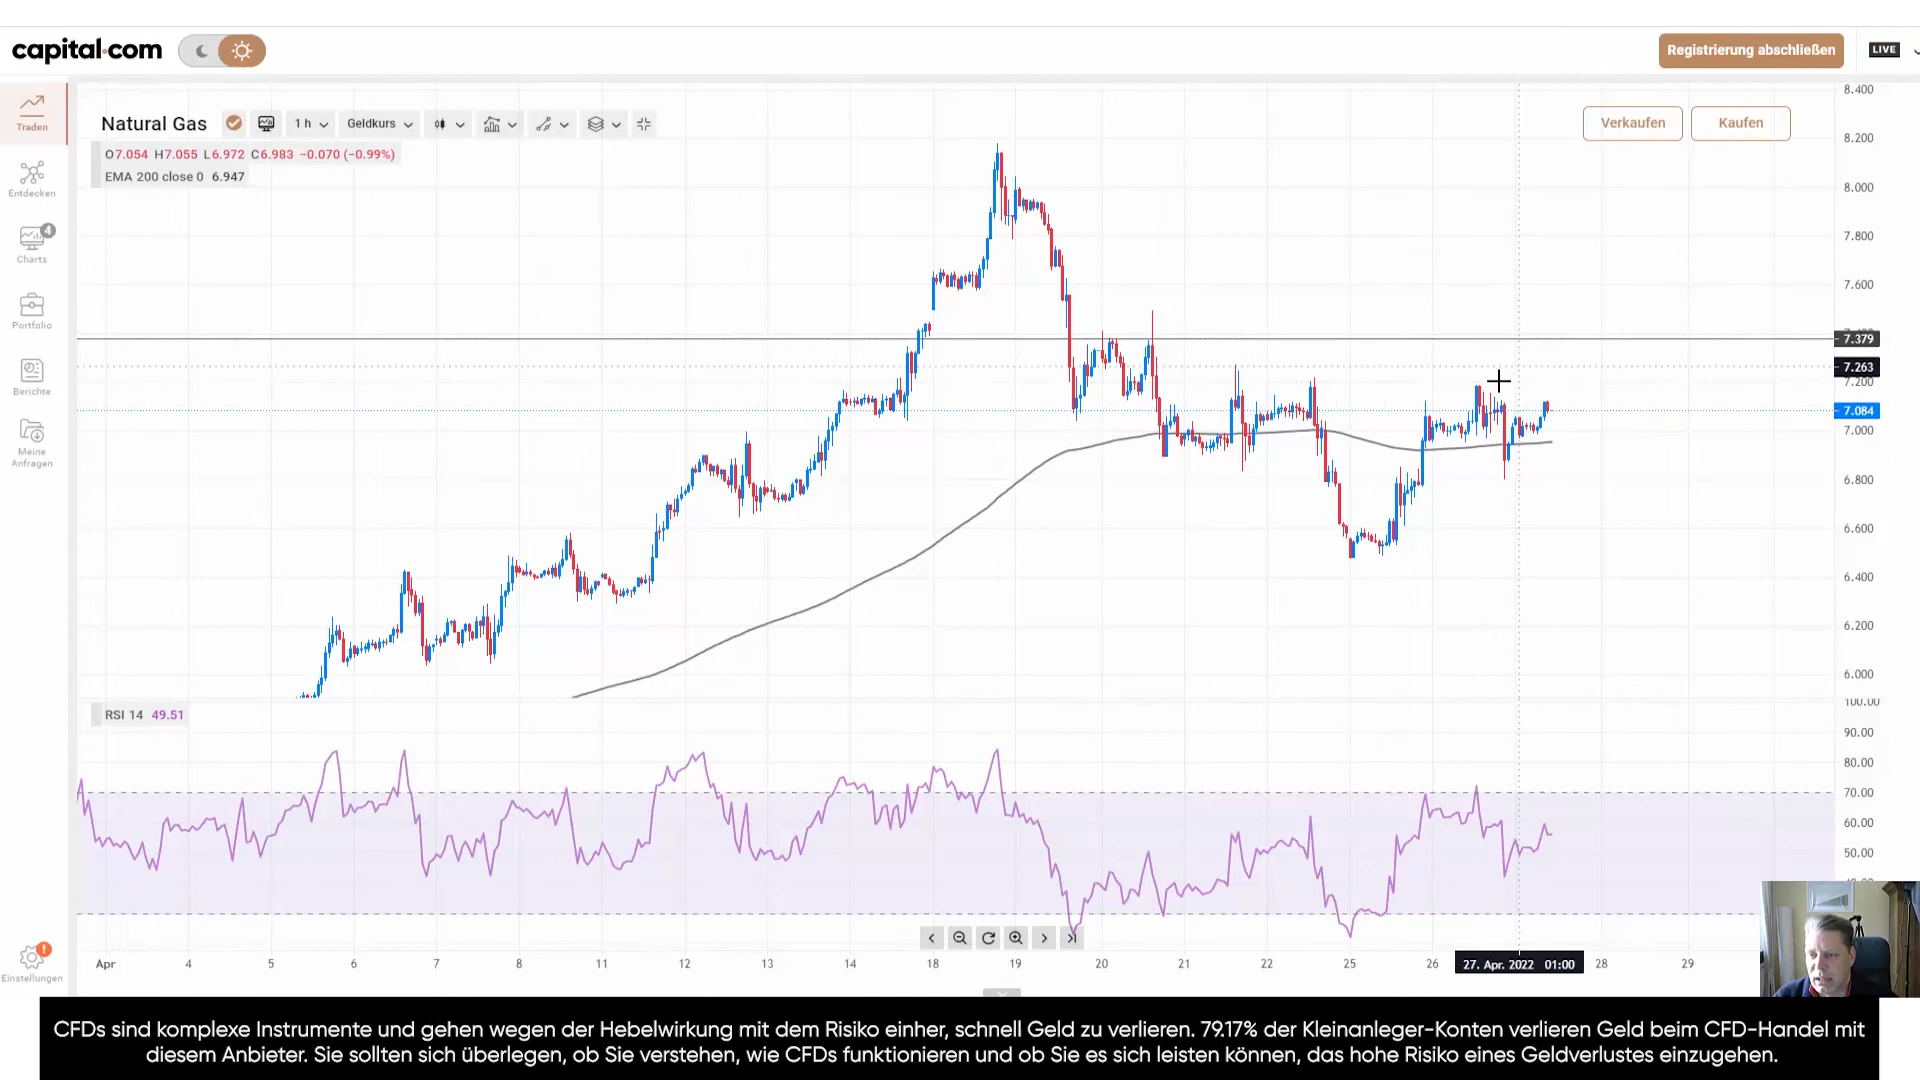 capital.com
Registrierung abschließen
LIVE
Traden
Entdecken
4
Charts
Portfolio
Berichte
Meine
Anfragen
!
Einstellungen
Natural Gas
1 h
Geldkurs
Verkaufen
Kaufen
O7.054 H7.055 L6.972 C6.983 −0.070 (−0.99%)
EMA 200 close 0 6.947
8.400
8.200
8.000
7.800
7.600
7.379
7.263
7.200
7.084
7.000
6.800
6.600
6.400
6.200
6.000
RSI 14 49.51
100.00
90.00
80.00
70.00
60.00
50.00
Apr 4 5 6 7 8 11 12 13 14 15 18 19 20 21 22 25 26 27. Apr. 2022 01:00 28 29
CFDs sind komplexe Instrumente und gehen wegen der Hebelwirkung mit dem Risiko einher, schnell Geld zu verlieren. 79.17% der Kleinanleger-Konten verlieren Geld beim CFD-Handel mit
diesem Anbieter. Sie sollten sich überlegen, ob Sie verstehen, wie CFDs funktionieren und ob Sie es sich leisten können, das hohe Risiko eines Geldverlustes einzugehen.